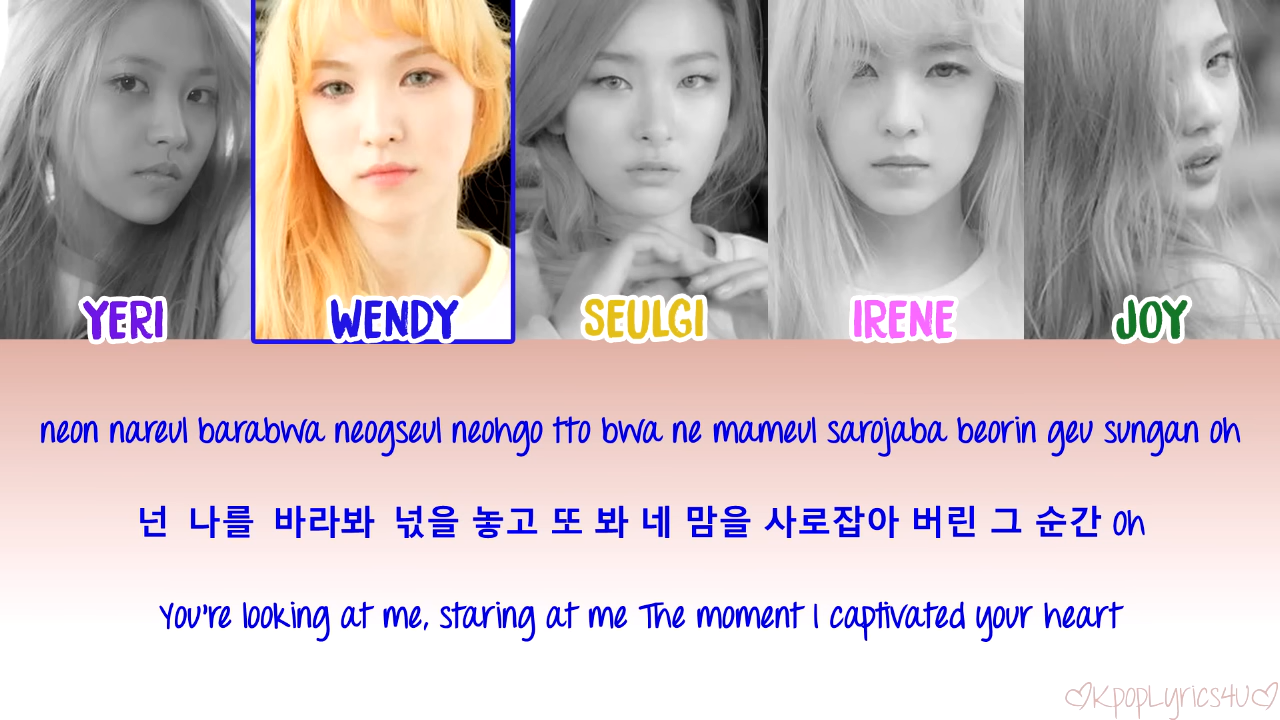 YERI WENDY SEULGI IRENE JOY
neon nareul barabwa neogseul neohgo tto bwa ne mameul sarojaba beorin geu sungan oh
넌 나를 바라봐 넋을 놓고 또 봐 네 맘을 사로잡아 버린 그 순간 oh
You're looking at me, staring at me The moment I captivated your heart
♡KpopLyrics4U♡